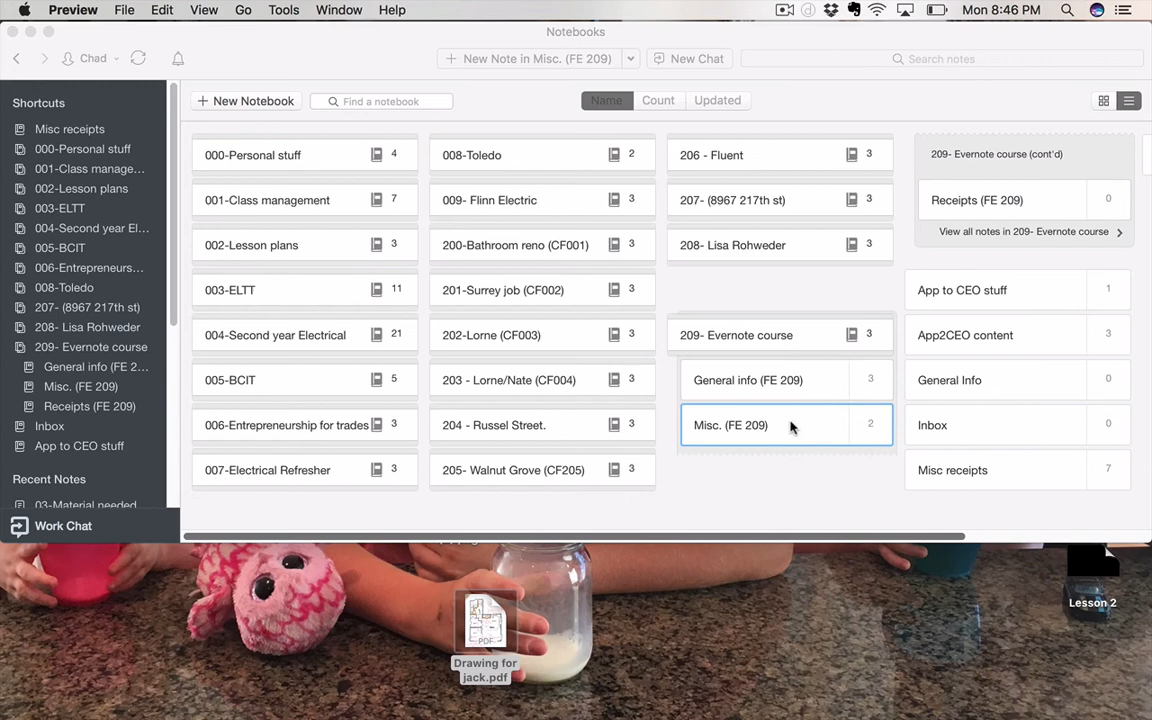 Preview File Edit View Go Tools Window Help Mon 8:46 PM
Notebooks
Chad
New Note in Misc. (FE 209)
New Chat
Search notes
Shortcuts
Misc receipts
000-Personal stuff
001-Class manage...
002-Lesson plans
003-ELTT
004-Second year El...
005-BCIT
006-Entrepreneurs...
008-Toledo
207- (8967 217th st)
208- Lisa Rohweder
209- Evernote course
General info (FE 2...
Misc. (FE 209)
Receipts (FE 209)
Inbox
App to CEO stuff
Recent Notes
03-Material needed
Work Chat
+ New Notebook
Find a notebook
Name Count Updated
000-Personal stuff 4
001-Class management 7
002-Lesson plans 3
003-ELTT 11
004-Second year Electrical 21
005-BCIT 5
006-Entrepreneurship for trades 3
007-Electrical Refresher 3
008-Toledo 2
009- Flinn Electric 3
200-Bathroom reno (CF001) 3
201-Surrey job (CF002) 3
202-Lorne (CF003) 3
203 - Lorne/Nate (CF004) 3
204 - Russel Street. 3
205- Walnut Grove (CF205) 3
206 - Fluent 3
207- (8967 217th st) 3
208- Lisa Rohweder 3
209- Evernote course 3
General info (FE 209) 3
Misc. (FE 209) 2
209- Evernote course (cont'd)
Receipts (FE 209) 0
View all notes in 209- Evernote course
App to CEO stuff 1
App2CEO content 3
General Info 0
Inbox 0
Misc receipts 7
PDF
Drawing for
jack.pdf
Lesson 2